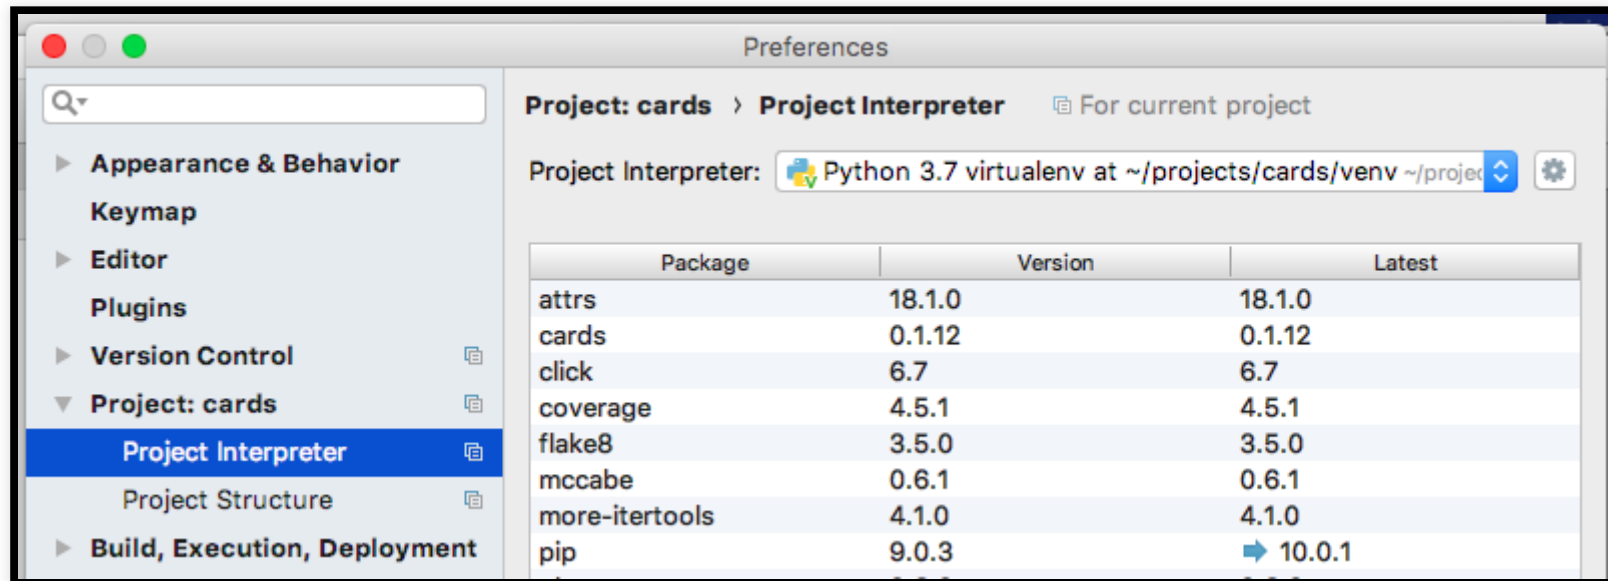 Preferences
Project: cards › Project Interpreter For current project
Project Interpreter: Python 3.7 virtualenv at ~/projects/cards/venv ~/projec
Appearance & Behavior
Keymap
Editor
Plugins
Version Control
Project: cards
Project Interpreter
Project Structure
Build, Execution, Deployment
Package Version Latest
attrs 18.1.0 18.1.0
cards 0.1.12 0.1.12
click 6.7 6.7
coverage 4.5.1 4.5.1
flake8 3.5.0 3.5.0
mccabe 0.6.1 0.6.1
more-itertools 4.1.0 4.1.0
pip 9.0.3 10.0.1